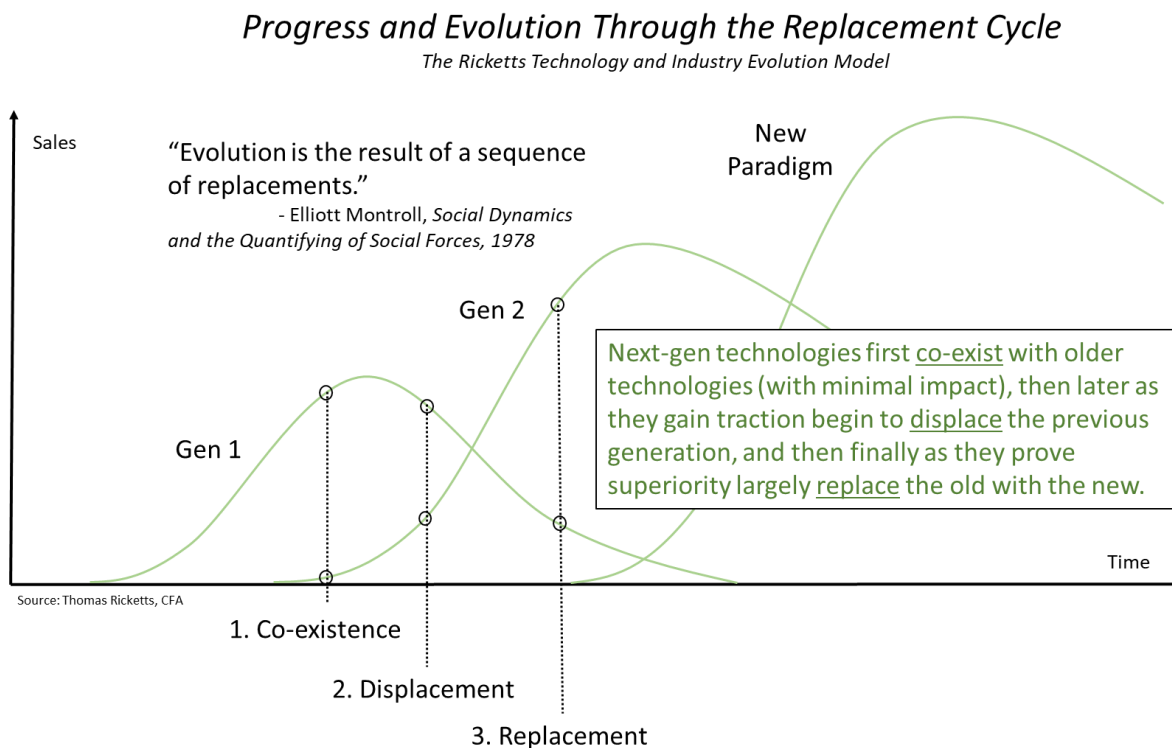 Progress and Evolution Through the Replacement Cycle
The Ricketts Technology and Industry Evolution Model
Sales
“Evolution is the result of a sequence
of replacements.”
- Elliott Montroll, Social Dynamics
and the Quantifying of Social Forces, 1978
New
Paradigm
Gen 2
Gen 1
Next-gen technologies first co-exist with older
technologies (with minimal impact), then later as
they gain traction begin to displace the previous
generation, and then finally as they prove
superiority largely replace the old with the new.
Time
Source: Thomas Ricketts, CFA
1. Co-existence
2. Displacement
3. Replacement